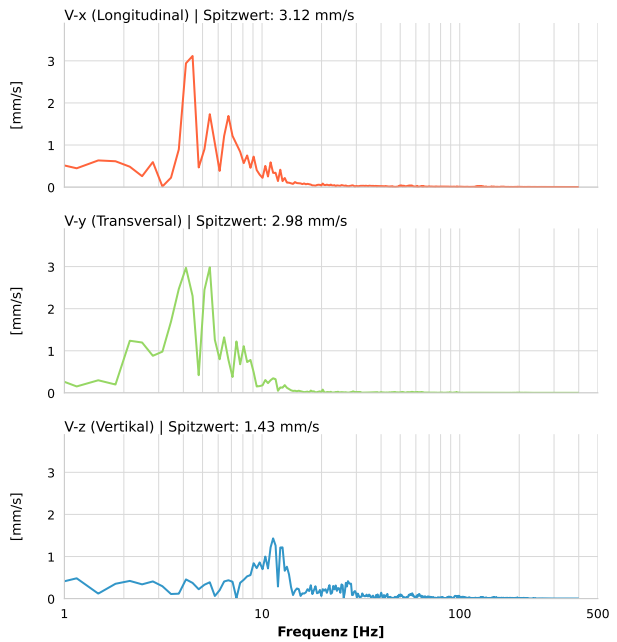 V-x (Longitudinal) | Spitzwert: 3.12 mm/s
3
2
1
0
[mm/s]
V-y (Transversal) | Spitzwert: 2.98 mm/s
3
2
1
0
[mm/s]
V-z (Vertikal) | Spitzwert: 1.43 mm/s
3
2
1
0
[mm/s]
1 10 100 500
Frequenz [Hz]